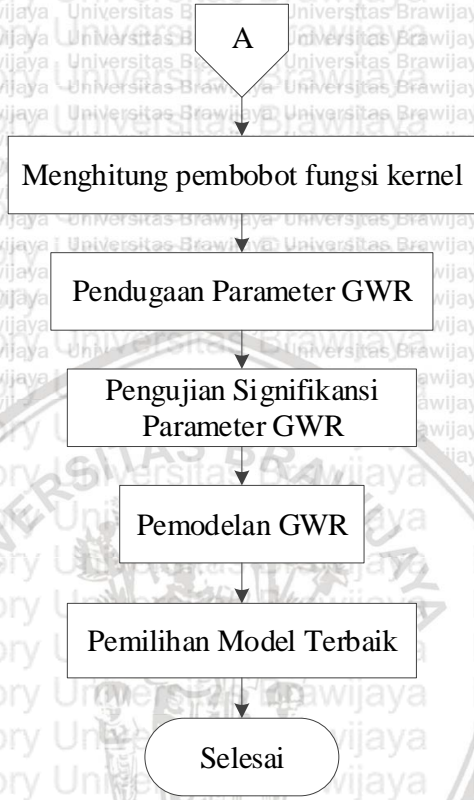 A
Menghitung pembobot fungsi kernel
Pendugaan Parameter GWR
Pengujian Signifikansi
Parameter GWR
Pemodelan GWR
Pemilihan Model Terbaik
Selesai